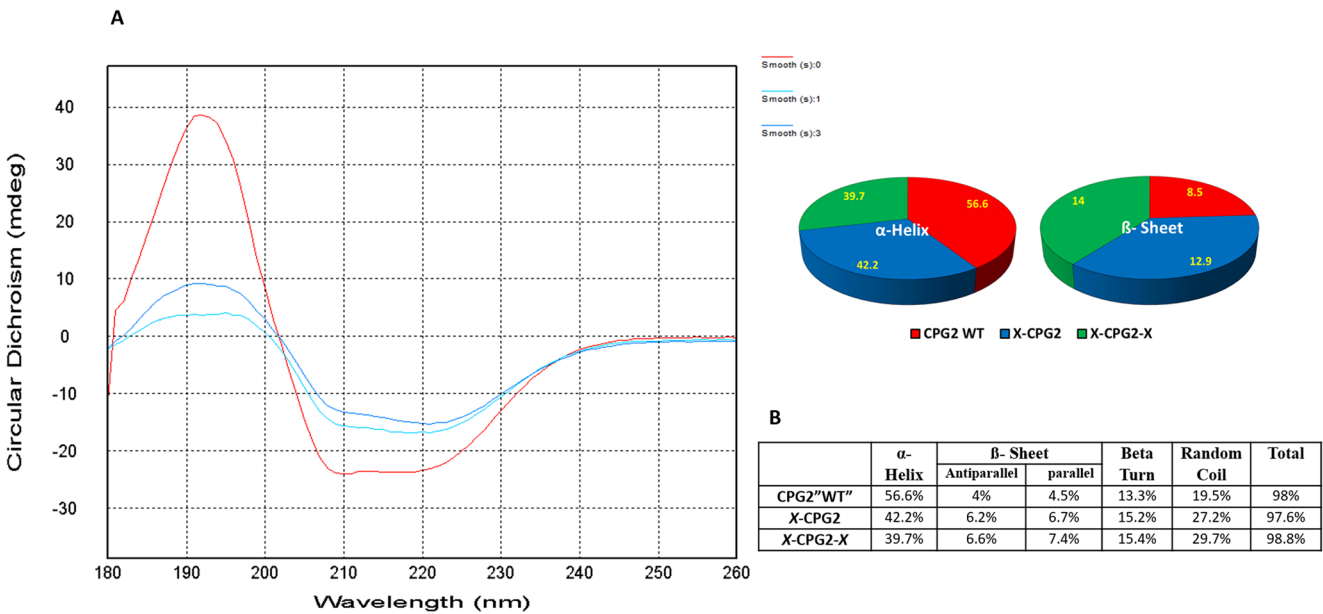 A
Circular Dichroism (mdeg)
40
30
20
10
0
-10
-20
-30
180 190 200 210 220 230 240 250 260
Wavelength (nm)
Smooth (s):0
Smooth (s):1
Smooth (s):3
39.7
56.6
α-Helix
42.2
14
8.5
ß- Sheet
12.9
CPG2 WT X-CPG2 X-CPG2-X
B
α-Helix ß- Sheet Beta Turn Random Coil Total
Antiparallel parallel
CPG2”WT” 56.6% 4% 4.5% 13.3% 19.5% 98%
X-CPG2 42.2% 6.2% 6.7% 15.2% 27.2% 97.6%
X-CPG2-X 39.7% 6.6% 7.4% 15.4% 29.7% 98.8%